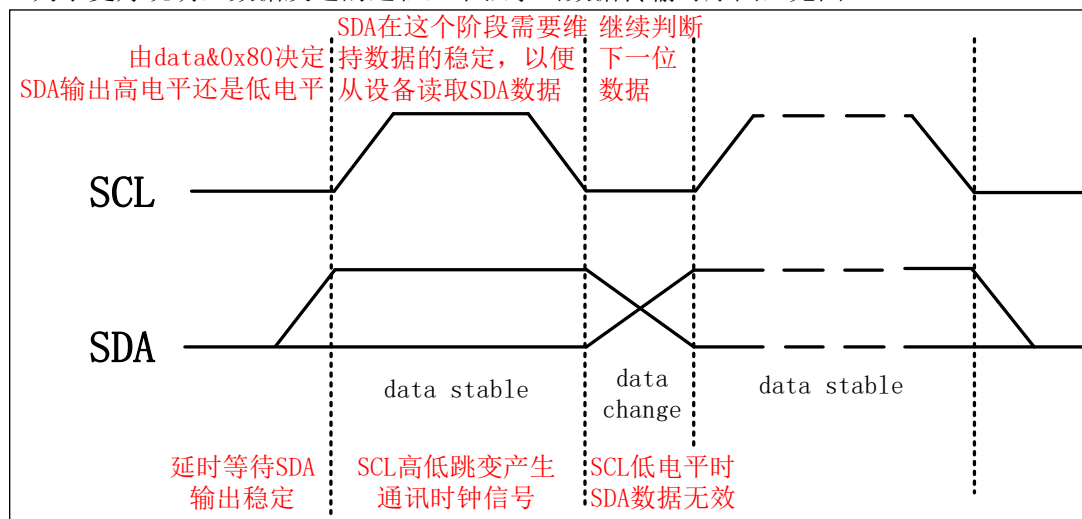 由data&0x80决定
SDA输出高电平还是低电平
SDA在这个阶段需要维
持数据的稳定，以便
从设备读取SDA数据
继续判断
下一位
数据
SCL
SDA
data stable
data
change
data stable
延时等待SDA
输出稳定
SCL高低跳变产生
通讯时钟信号
SCL低电平时
SDA数据无效